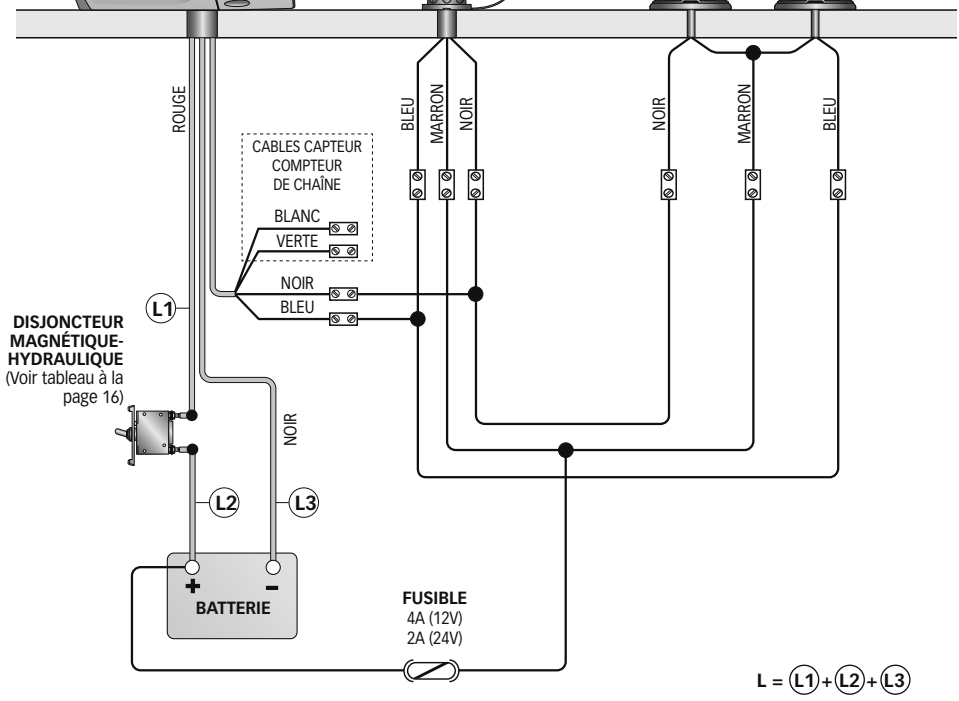 ROUGE
BLEU
MARRON
NOIR
NOIR
MARRON
BLEU
CABLES CAPTEUR
COMPTEUR
DE CHAÎNE
BLANC
VERTE
NOIR
BLEU
L1
DISJONCTEUR
MAGNÉTIQUE-
HYDRAULIQUE
(Voir tableau à la
page 16)
NOIR
L2
L3
+
-
BATTERIE
FUSIBLE
4A (12V)
2A (24V)
L = L1 + L2 + L3